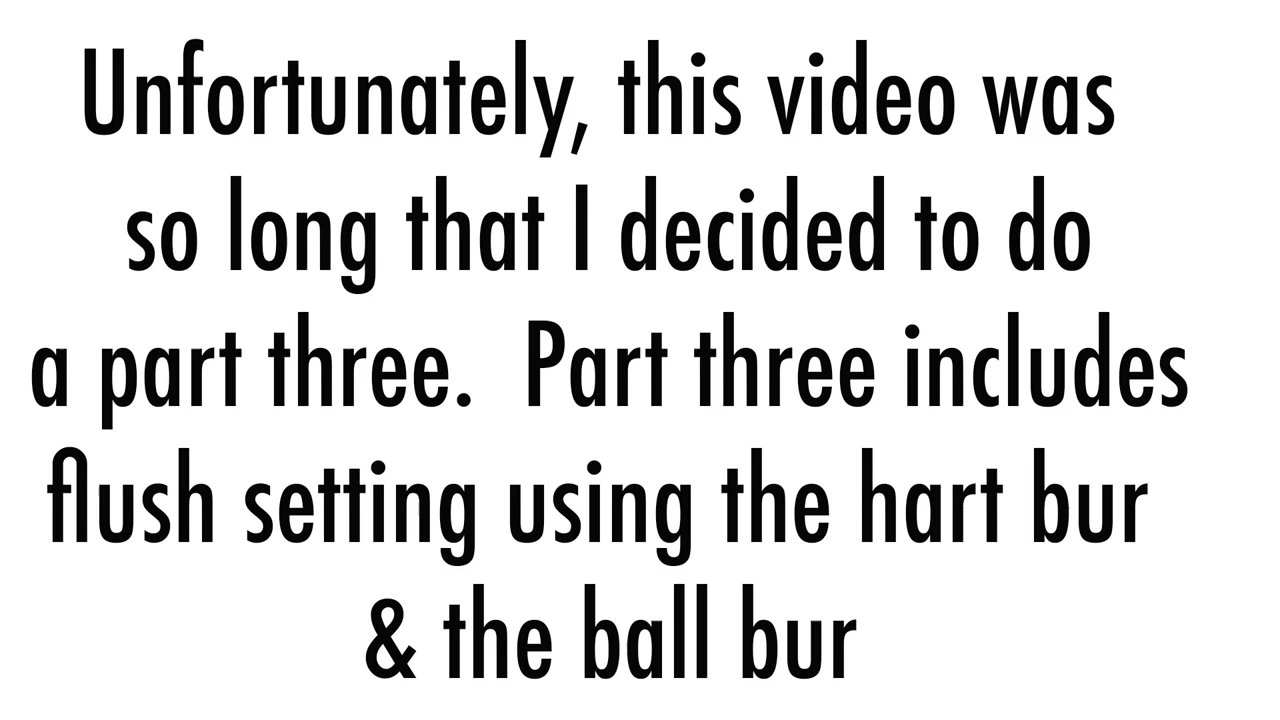 Unfortunately, this video was
so long that I decided to do
a part three.  Part three includes
flush setting using the hart bur
& the ball bur